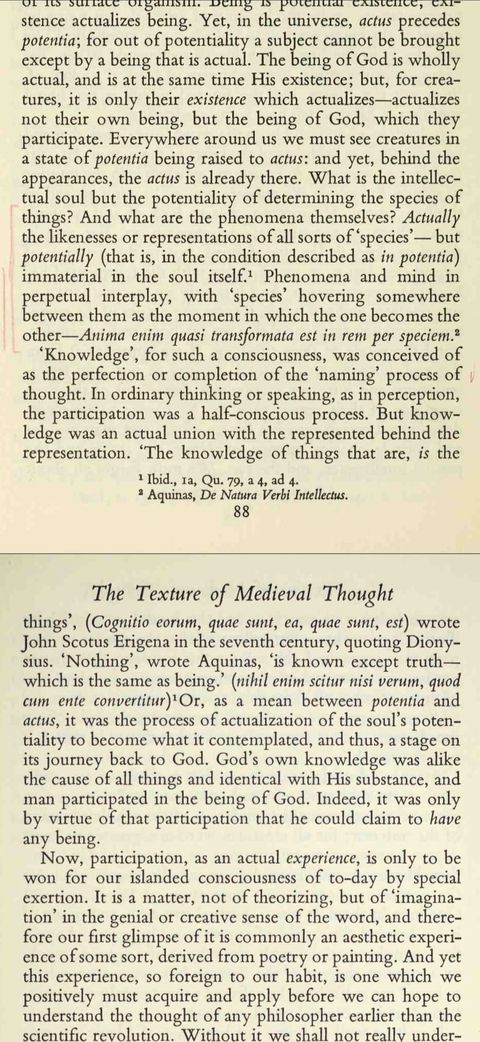 of its surface organism. Being is potential existence; exi-
stence actualizes being. Yet, in the universe, actus precedes
potentia; for out of potentiality a subject cannot be brought
except by a being that is actual. The being of God is wholly
actual, and is at the same time His existence; but, for crea-
tures, it is only their existence which actualizes—actualizes
not their own being, but the being of God, which they
participate. Everywhere around us we must see creatures in
a state of potentia being raised to actus: and yet, behind the
appearances, the actus is already there. What is the intellec-
tual soul but the potentiality of determining the species of
things? And what are the phenomena themselves? Actually
the likenesses or representations of all sorts of ‘species’— but
potentially (that is, in the condition described as in potentia)
immaterial in the soul itself.¹ Phenomena and mind in
perpetual interplay, with ‘species’ hovering somewhere
between them as the moment in which the one becomes the
other—Anima enim quasi transformata est in rem per speciem.²
‘Knowledge’, for such a consciousness, was conceived of
as the perfection or completion of the ‘naming’ process of
thought. In ordinary thinking or speaking, as in perception,
the participation was a half-conscious process. But know-
ledge was an actual union with the represented behind the
representation. ‘The knowledge of things that are, is the
¹ Ibid., 1a, Qu. 79, a 4, ad 4.
² Aquinas, De Natura Verbi Intellectus.
88
The Texture of Medieval Thought
things’, (Cognitio eorum, quae sunt, ea, quae sunt, est) wrote
John Scotus Erigena in the seventh century, quoting Diony-
sius. ‘Nothing’, wrote Aquinas, ‘is known except truth—
which is the same as being.’ (nihil enim scitur nisi verum, quod
cum ente convertitur)¹Or, as a mean between potentia and
actus, it was the process of actualization of the soul’s poten-
tiality to become what it contemplated, and thus, a stage on
its journey back to God. God’s own knowledge was alike
the cause of all things and identical with His substance, and
man participated in the being of God. Indeed, it was only
by virtue of that participation that he could claim to have
any being.
Now, participation, as an actual experience, is only to be
won for our islanded consciousness of to-day by special
exertion. It is a matter, not of theorizing, but of ‘imagina-
tion’ in the genial or creative sense of the word, and there-
fore our first glimpse of it is commonly an aesthetic experi-
ence of some sort, derived from poetry or painting. And yet
this experience, so foreign to our habit, is one which we
positively must acquire and apply before we can hope to
understand the thought of any philosopher earlier than the
scientific revolution. Without it we shall not really under-